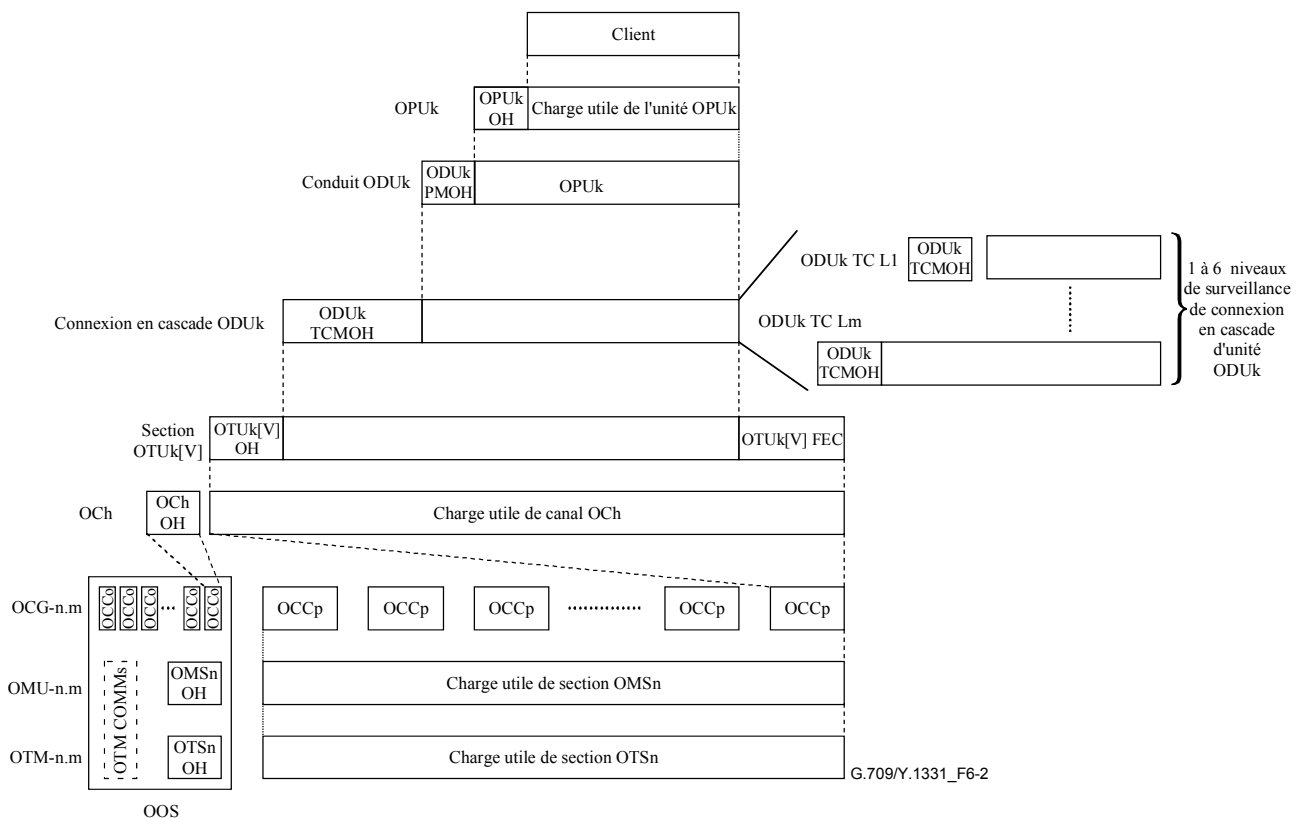 Client
OPUk
OPUk
OH
Charge utile de l'unité OPUk
Conduit ODUk
ODUk
PMOH
OPUk
ODUk TC L1
ODUk
TCMOH
Connexion en cascade ODUk
ODUk
TCMOH
ODUk TC Lm
ODUk
TCMOH
1 à 6 niveaux
de surveillance
de connexion
en cascade
d'unité
ODUk
Section
OTUk[V]
OTUk[V]
OH
OTUk[V] FEC
OCh
OCh
OH
Charge utile de canal OCh
OCG-n.m
OCCo
OCCo
OCCo
OCCo
OCCo
OCCp
OCCp
OCCp
OCCp
OCCp
OMU-n.m
OTM COMMs
OMSn
OH
Charge utile de section OMSn
OTM-n.m
OTSn
OH
Charge utile de section OTSn
G.709/Y.1331_F6-2
OOS